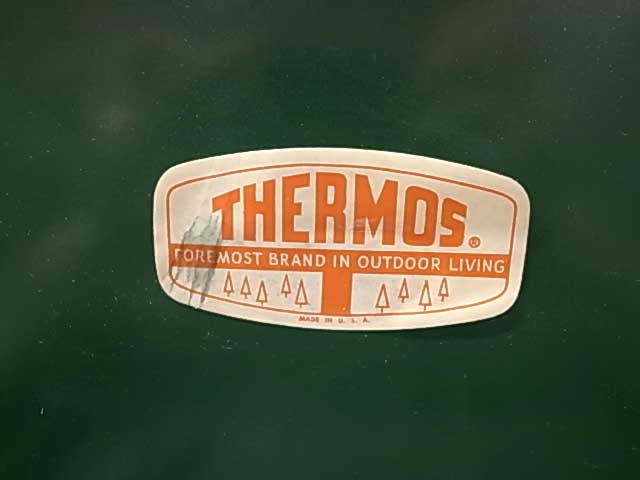 THERMOS®
FOREMOST BRAND IN OUTDOOR LIVING
MADE IN U. S. A.